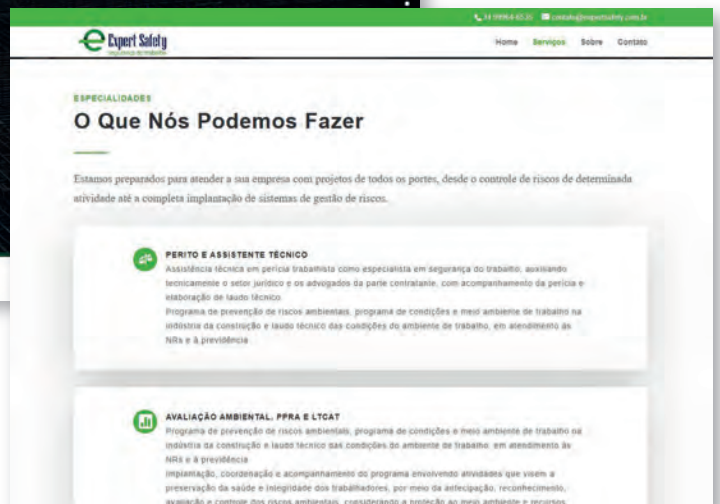 contato@expertsafety.com.br
Expert Safety
segurança do trabalho
Home Serviços Sobre Contato
ESPECIALIDADES
O Que Nós Podemos Fazer
Estamos preparados para atender a sua empresa com projetos de todos os portes, desde o controle de riscos de determinada
atividade até a completa implantação de sistemas de gestão de riscos.
PERITO E ASSISTENTE TÉCNICO
Assistência técnica em perícia trabalhista como especialista em segurança do trabalho, auxiliando
tecnicamente o setor jurídico e os advogados da parte contratante, com acompanhamento da perícia e
elaboração de laudo técnico.
Programa de prevenção de riscos ambientais, programa de condições e meio ambiente de trabalho na
indústria da construção e laudo técnico das condições do ambiente de trabalho, em atendimento às
NRs e à previdência.
AVALIAÇÃO AMBIENTAL, PPRA E LTCAT
Programa de prevenção de riscos ambientais, programa de condições e meio ambiente de trabalho na
indústria da construção e laudo técnico das condições do ambiente de trabalho, em atendimento às
NRs e à previdência.
Implantação, coordenação e acompanhamento do programa envolvendo atividades que visem a
preservação da saúde e integridade dos trabalhadores, por meio da antecipação, reconhecimento,
avaliação e controle dos riscos ambientais, considerando a proteção ao meio ambiente e recursos